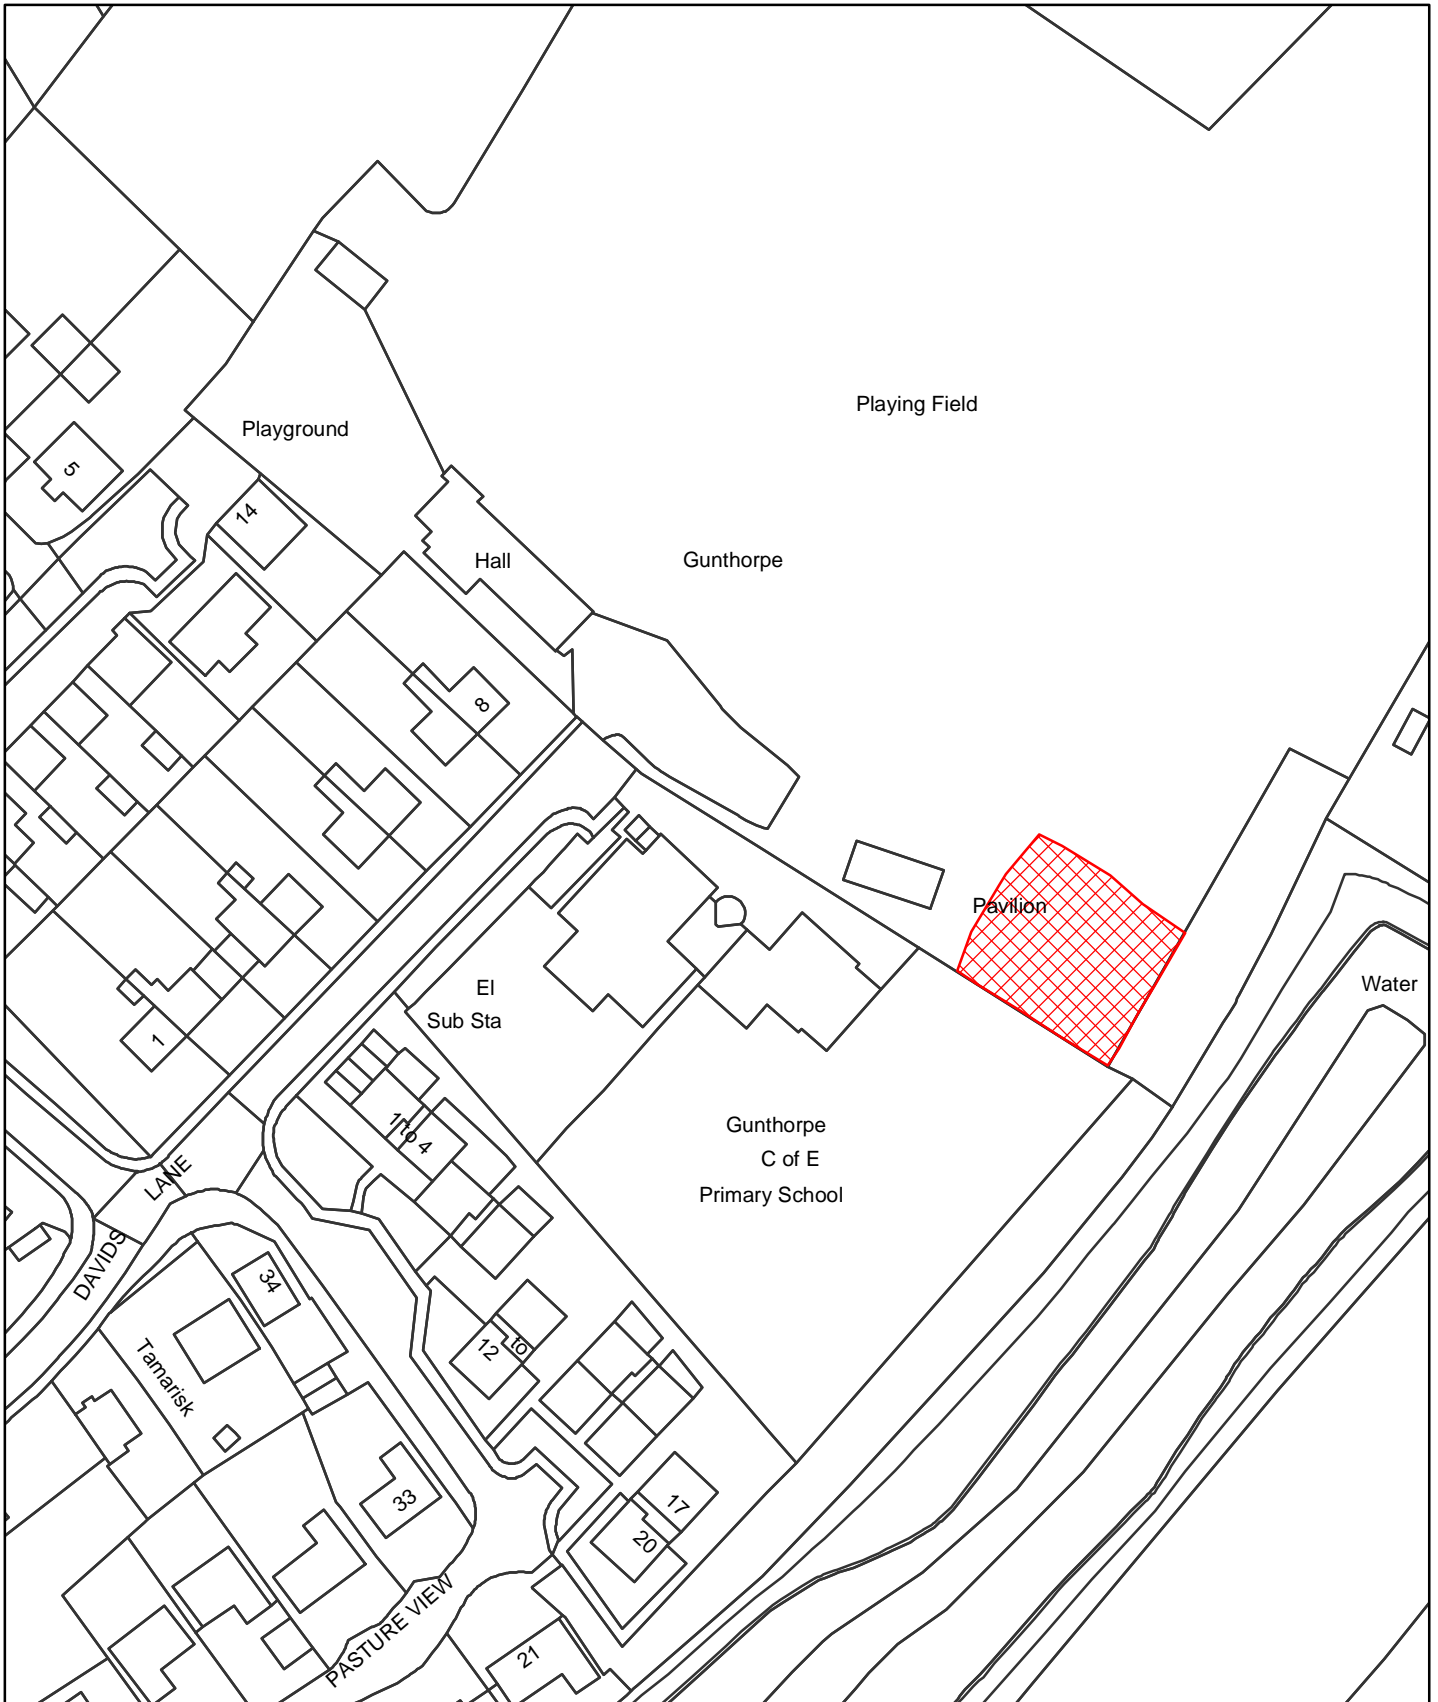 Playing Field
Playground
5
14
Hall
Gunthorpe
8
Pavilion
El
Sub Sta
Water
1
1 to 4
Gunthorpe
C of E
Primary School
DAVIDS LANE
34
Tamarisk
12 to
33
17
20
PASTURE VIEW
21